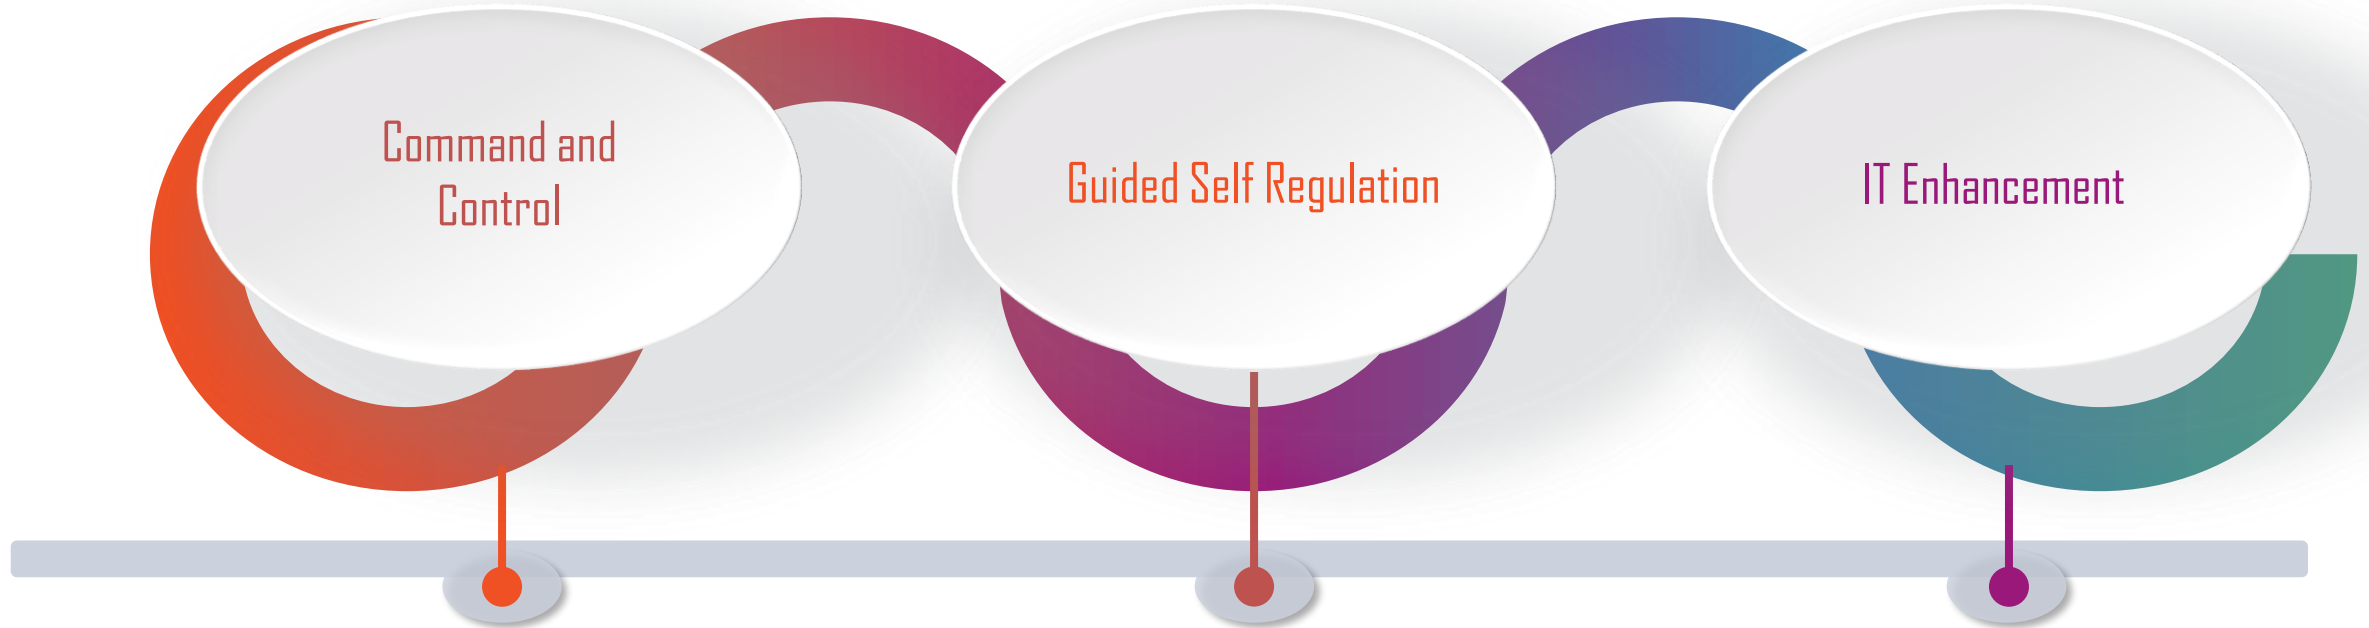 Command and
Control
Guided Self Regulation
IT Enhancement